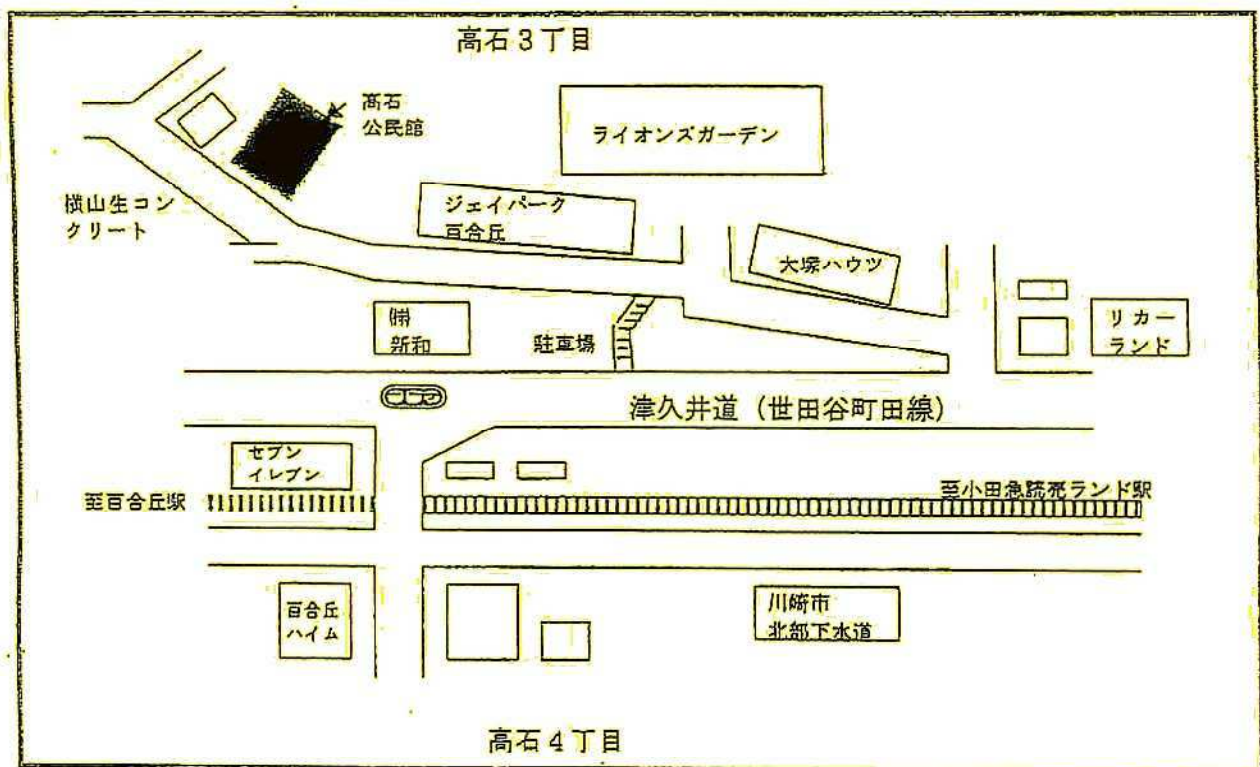 高石3丁目
高石
公民館
ライオンズガーデン
横山生コン
クリート
ジェイパーク
百合丘
大塚ハウツ
㈱
新和
駐車場
リカー
ランド
津久井道(世田谷町田線)
セブン
イレブン
至百合丘駅
至小田急読売ランド駅
百合丘
ハイム
川崎市
北部下水道
高石4丁目